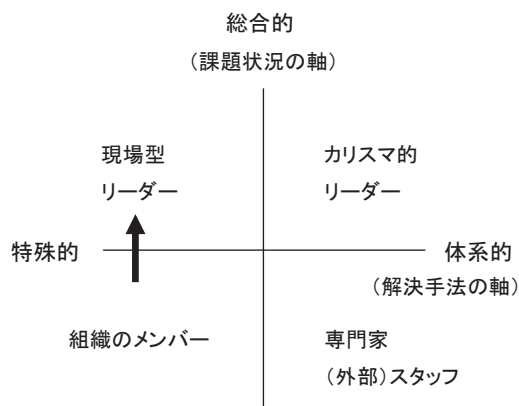 総合的
（課題状況の軸）
現場型
リーダー
カリスマ的
リーダー
特殊的
体系的
（解決手法の軸）
組織のメンバー
専門家
（外部）スタッフ